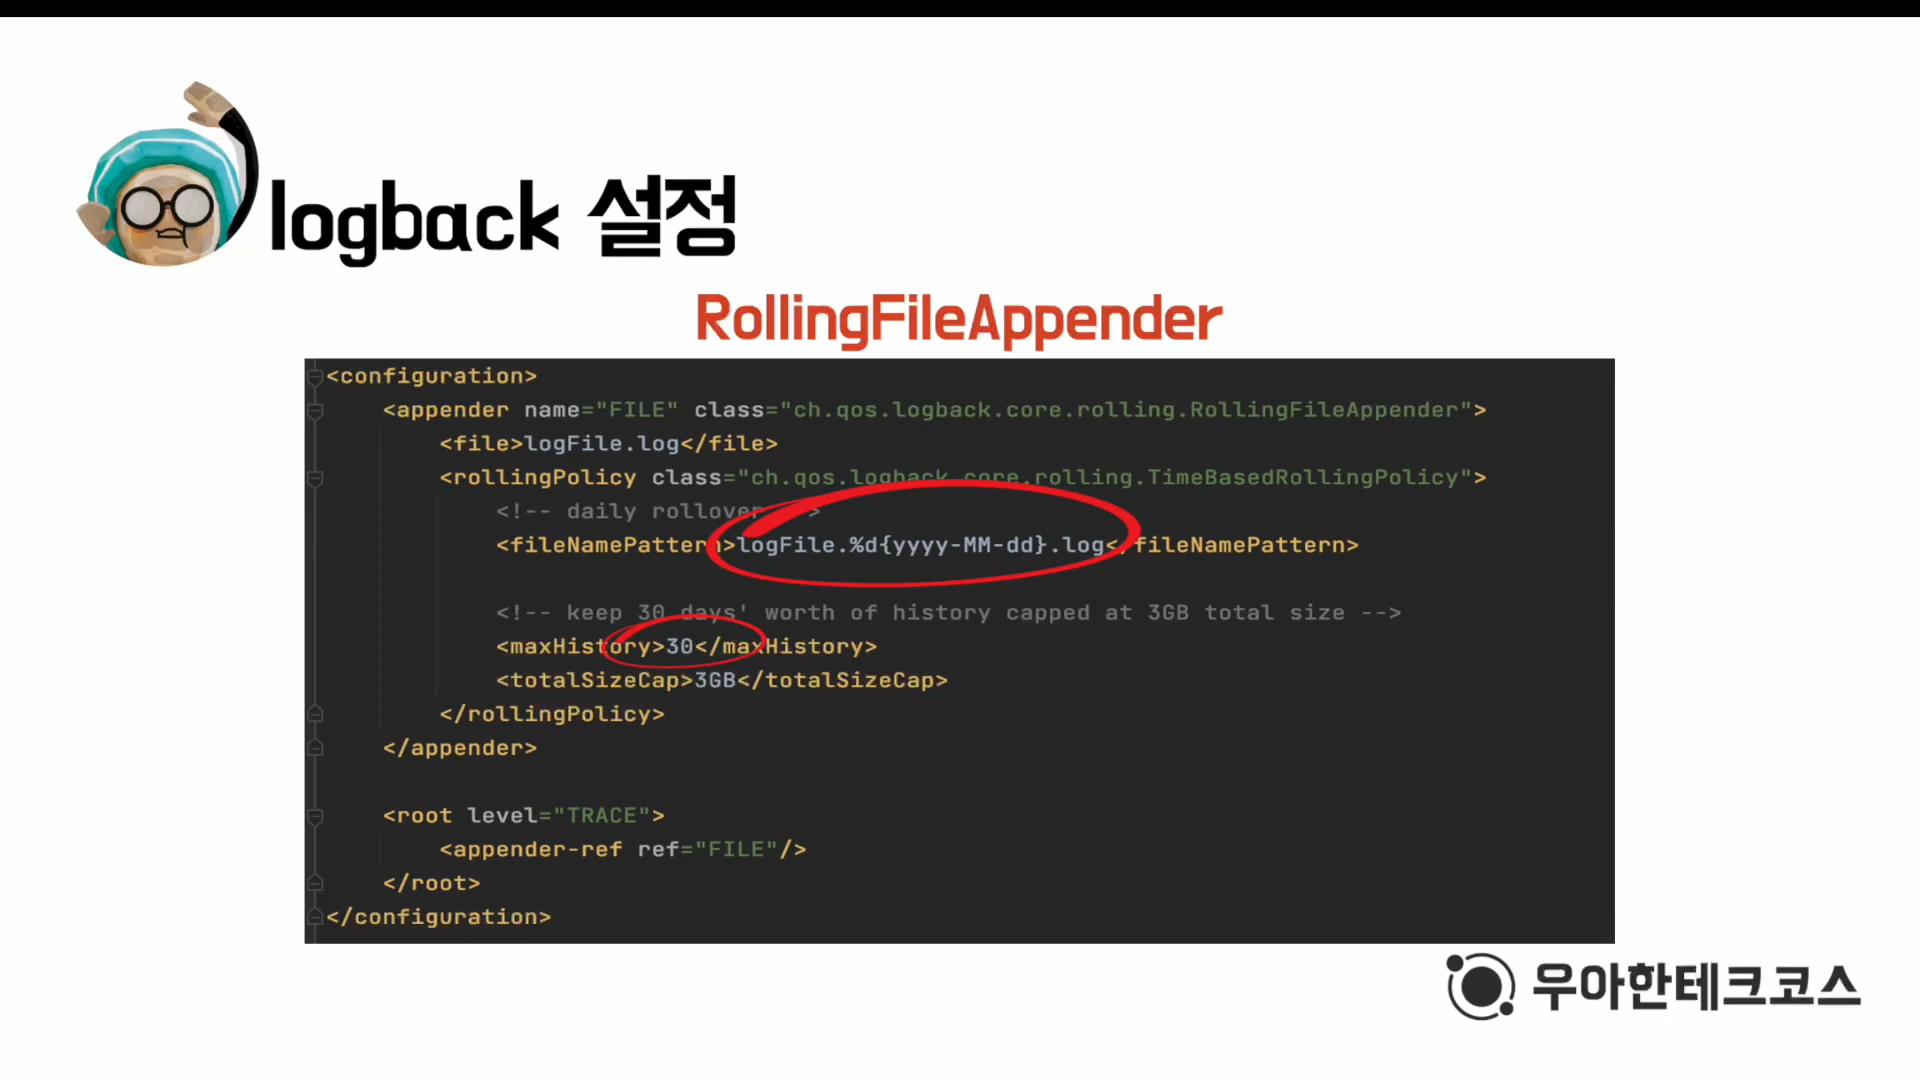 logback 설정
RollingFileAppender
<configuration>
<appender name="FILE" class="ch.qos.logback.core.rolling.RollingFileAppender">
<file>logFile.log</file>
<rollingPolicy class="ch.qos.logback.core.rolling.TimeBasedRollingPolicy">
<!-- daily rollover -->
<fileNamePattern>logFile.%d{yyyy-MM-dd}.log</fileNamePattern>
<!-- keep 30 days' worth of history capped at 3GB total size -->
<maxHistory>30</maxHistory>
<totalSizeCap>3GB</totalSizeCap>
</rollingPolicy>
</appender>
<root level="TRACE">
<appender-ref ref="FILE"/>
</root>
</configuration>
우아한테크코스